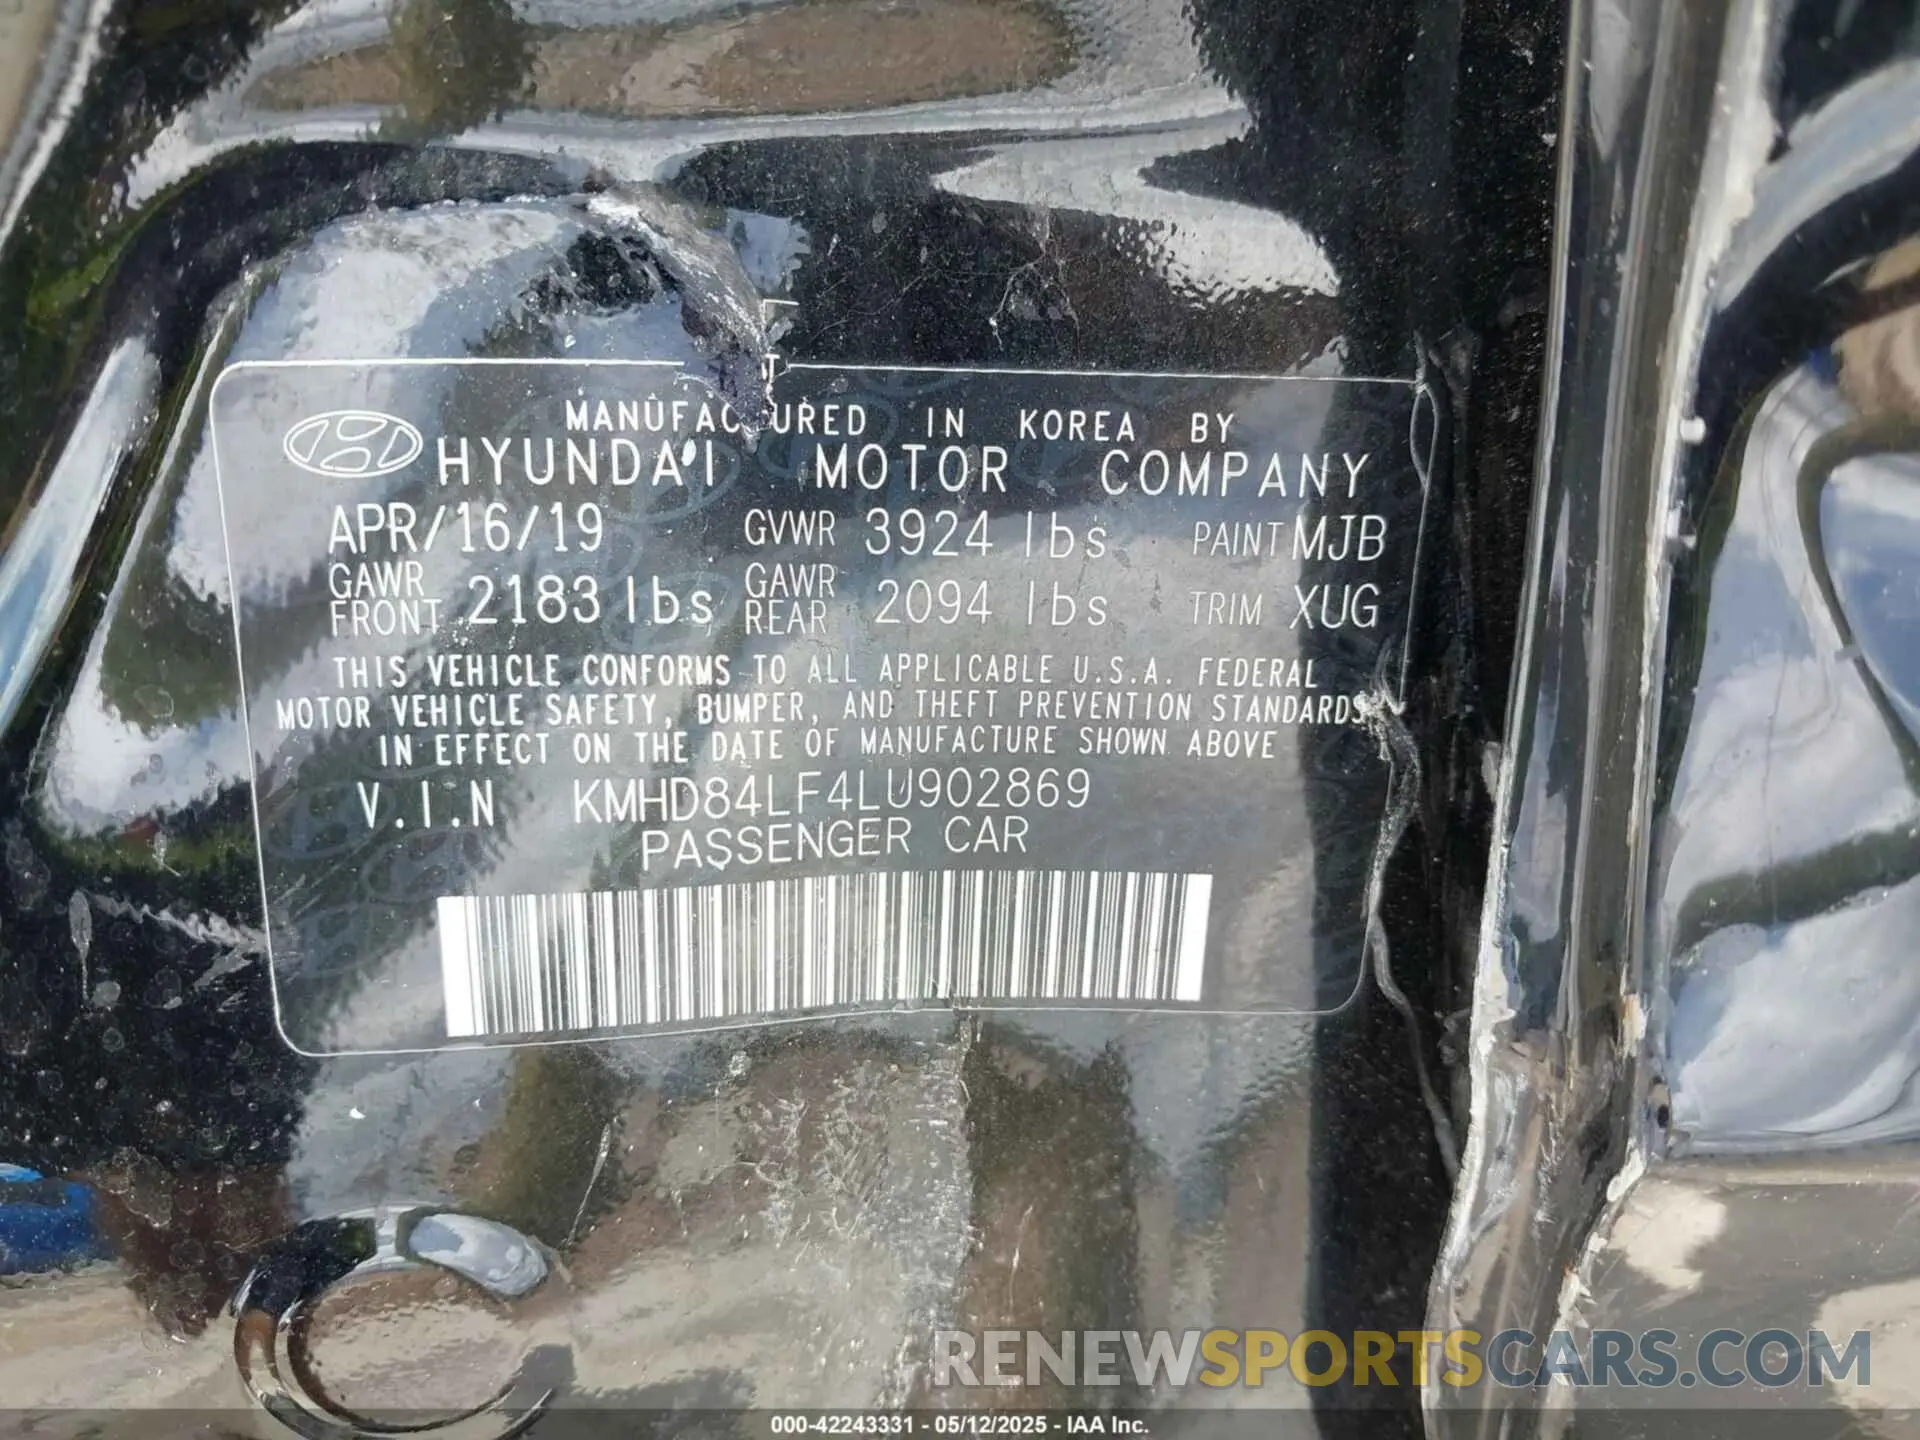 MANUFAC URED IN KOREA BY
HYUNDAI MOTOR COMPANY
APR/16/19 GVWR 3924 lbs PAINT MJB
GAWR FRONT 2183 lbs GAWR REAR 2094 lbs TRIM XUG
THIS VEHICLE CONFORMS TO ALL APPLICABLE U.S.A. FEDERAL
MOTOR VEHICLE SAFETY, BUMPER, AND THEFT PREVENTION STANDARDS
IN EFFECT ON THE DATE OF MANUFACTURE SHOWN ABOVE
V.I.N KMHD84LF4LU902869
PASSENGER CAR
RENEWSPORTSCARS.COM
000-42243331 - 05/12/2025 - IAA Inc.